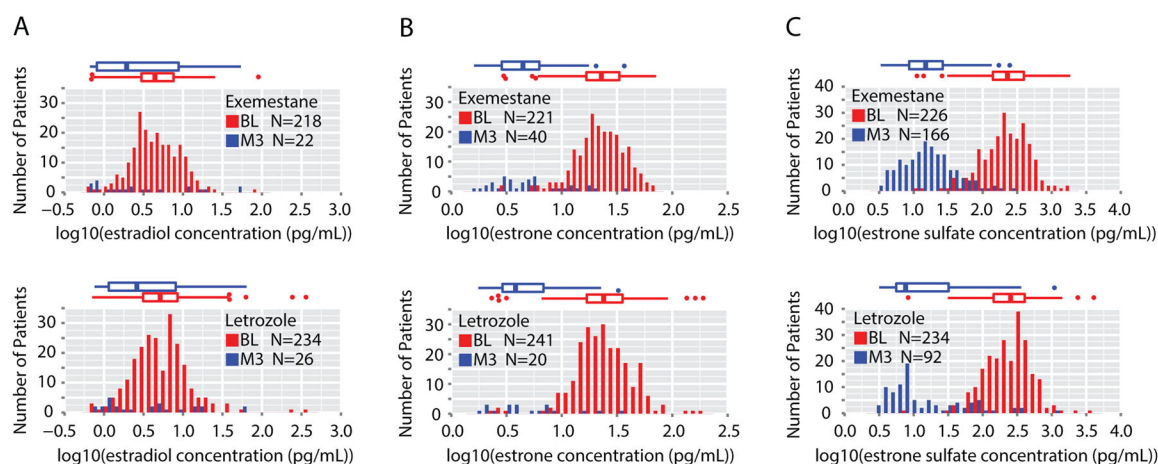 A
Number of Patients
30
20
10
0
Exemestane
BL N=218
M3 N=22
−0.5 0.0 0.5 1.0 1.5 2.0 2.5 3.0
log10(estradiol concentration (pg/mL))
B
Number of Patients
30
20
10
0
Exemestane
BL N=221
M3 N=40
0.0 0.5 1.0 1.5 2.0 2.5
log10(estrone concentration (pg/mL))
C
Number of Patients
40
30
20
10
0
Exemestane
BL N=226
M3 N=166
0.0 0.5 1.0 1.5 2.0 2.5 3.0 3.5 4.0
log10(estrone sulfate concentration (pg/mL))
Number of Patients
30
20
10
0
Letrozole
BL N=234
M3 N=26
−0.5 0.0 0.5 1.0 1.5 2.0 2.5 3.0
log10(estradiol concentration (pg/mL))
Number of Patients
30
20
10
0
Letrozole
BL N=241
M3 N=20
0.0 0.5 1.0 1.5 2.0 2.5
log10(estrone concentration (pg/mL))
Number of Patients
40
30
20
10
0
Letrozole
BL N=234
M3 N=92
0.0 0.5 1.0 1.5 2.0 2.5 3.0 3.5 4.0
log10(estrone sulfate concentration (pg/mL))